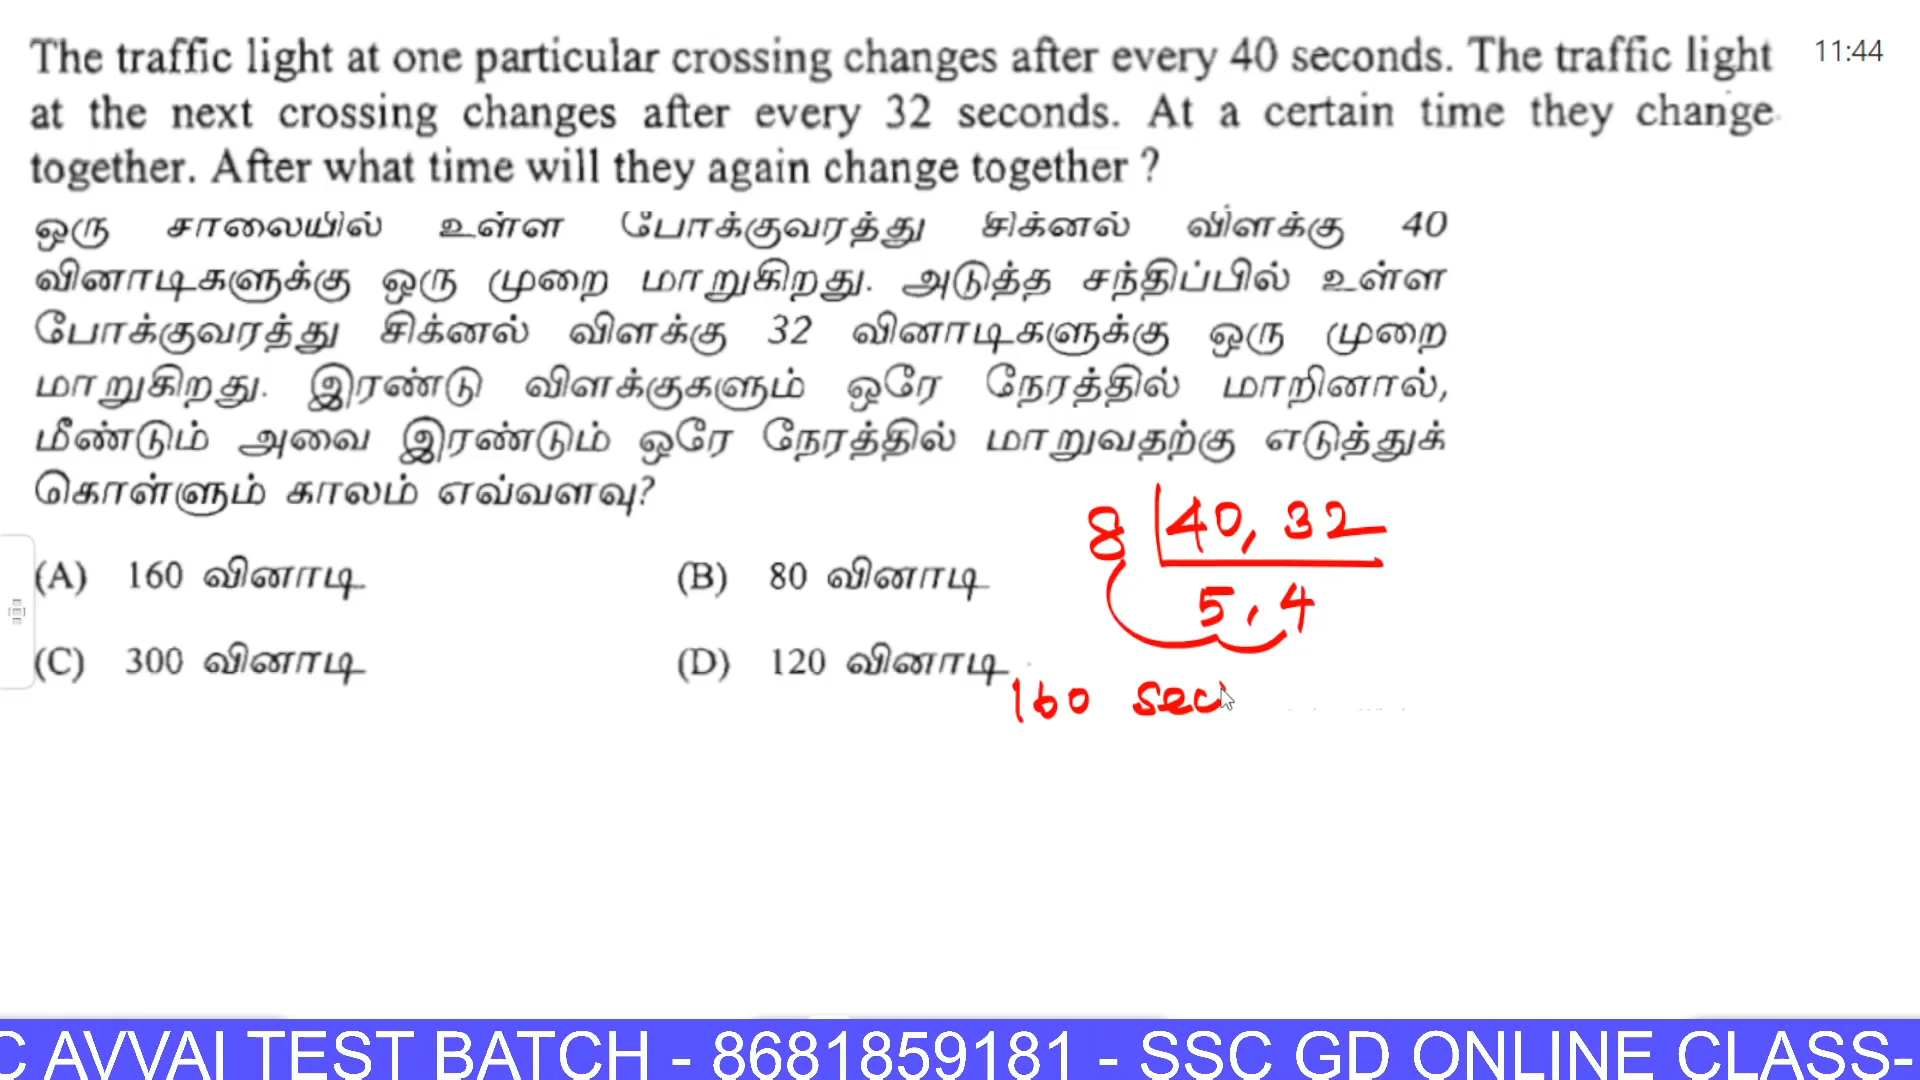 The traffic light at one particular crossing changes after every 40 seconds. The traffic light
at the next crossing changes after every 32 seconds. At a certain time they change
together. After what time will they again change together ?
11:44
ஒரு சாலையில் உள்ள போக்குவரத்து சிக்னல் விளக்கு 40
வினாடிகளுக்கு ஒரு முறை மாறுகிறது. அடுத்த சந்திப்பில் உள்ள
போக்குவரத்து சிக்னல் விளக்கு 32 வினாடிகளுக்கு ஒரு முறை
மாறுகிறது. இரண்டு விளக்குகளும் ஒரே நேரத்தில் மாறினால்,
மீண்டும் அவை இரண்டும் ஒரே நேரத்தில் மாறுவதற்கு எடுத்துக்
கொள்ளும் காலம் எவ்வளவு?
8 40, 32
5, 4
(A) 160 வினாடி (B) 80 வினாடி
(C) 300 வினாடி (D) 120 வினாடி
160 sec
C AVVAI TEST BATCH - 8681859181 - SSC GD ONLINE CLASS-